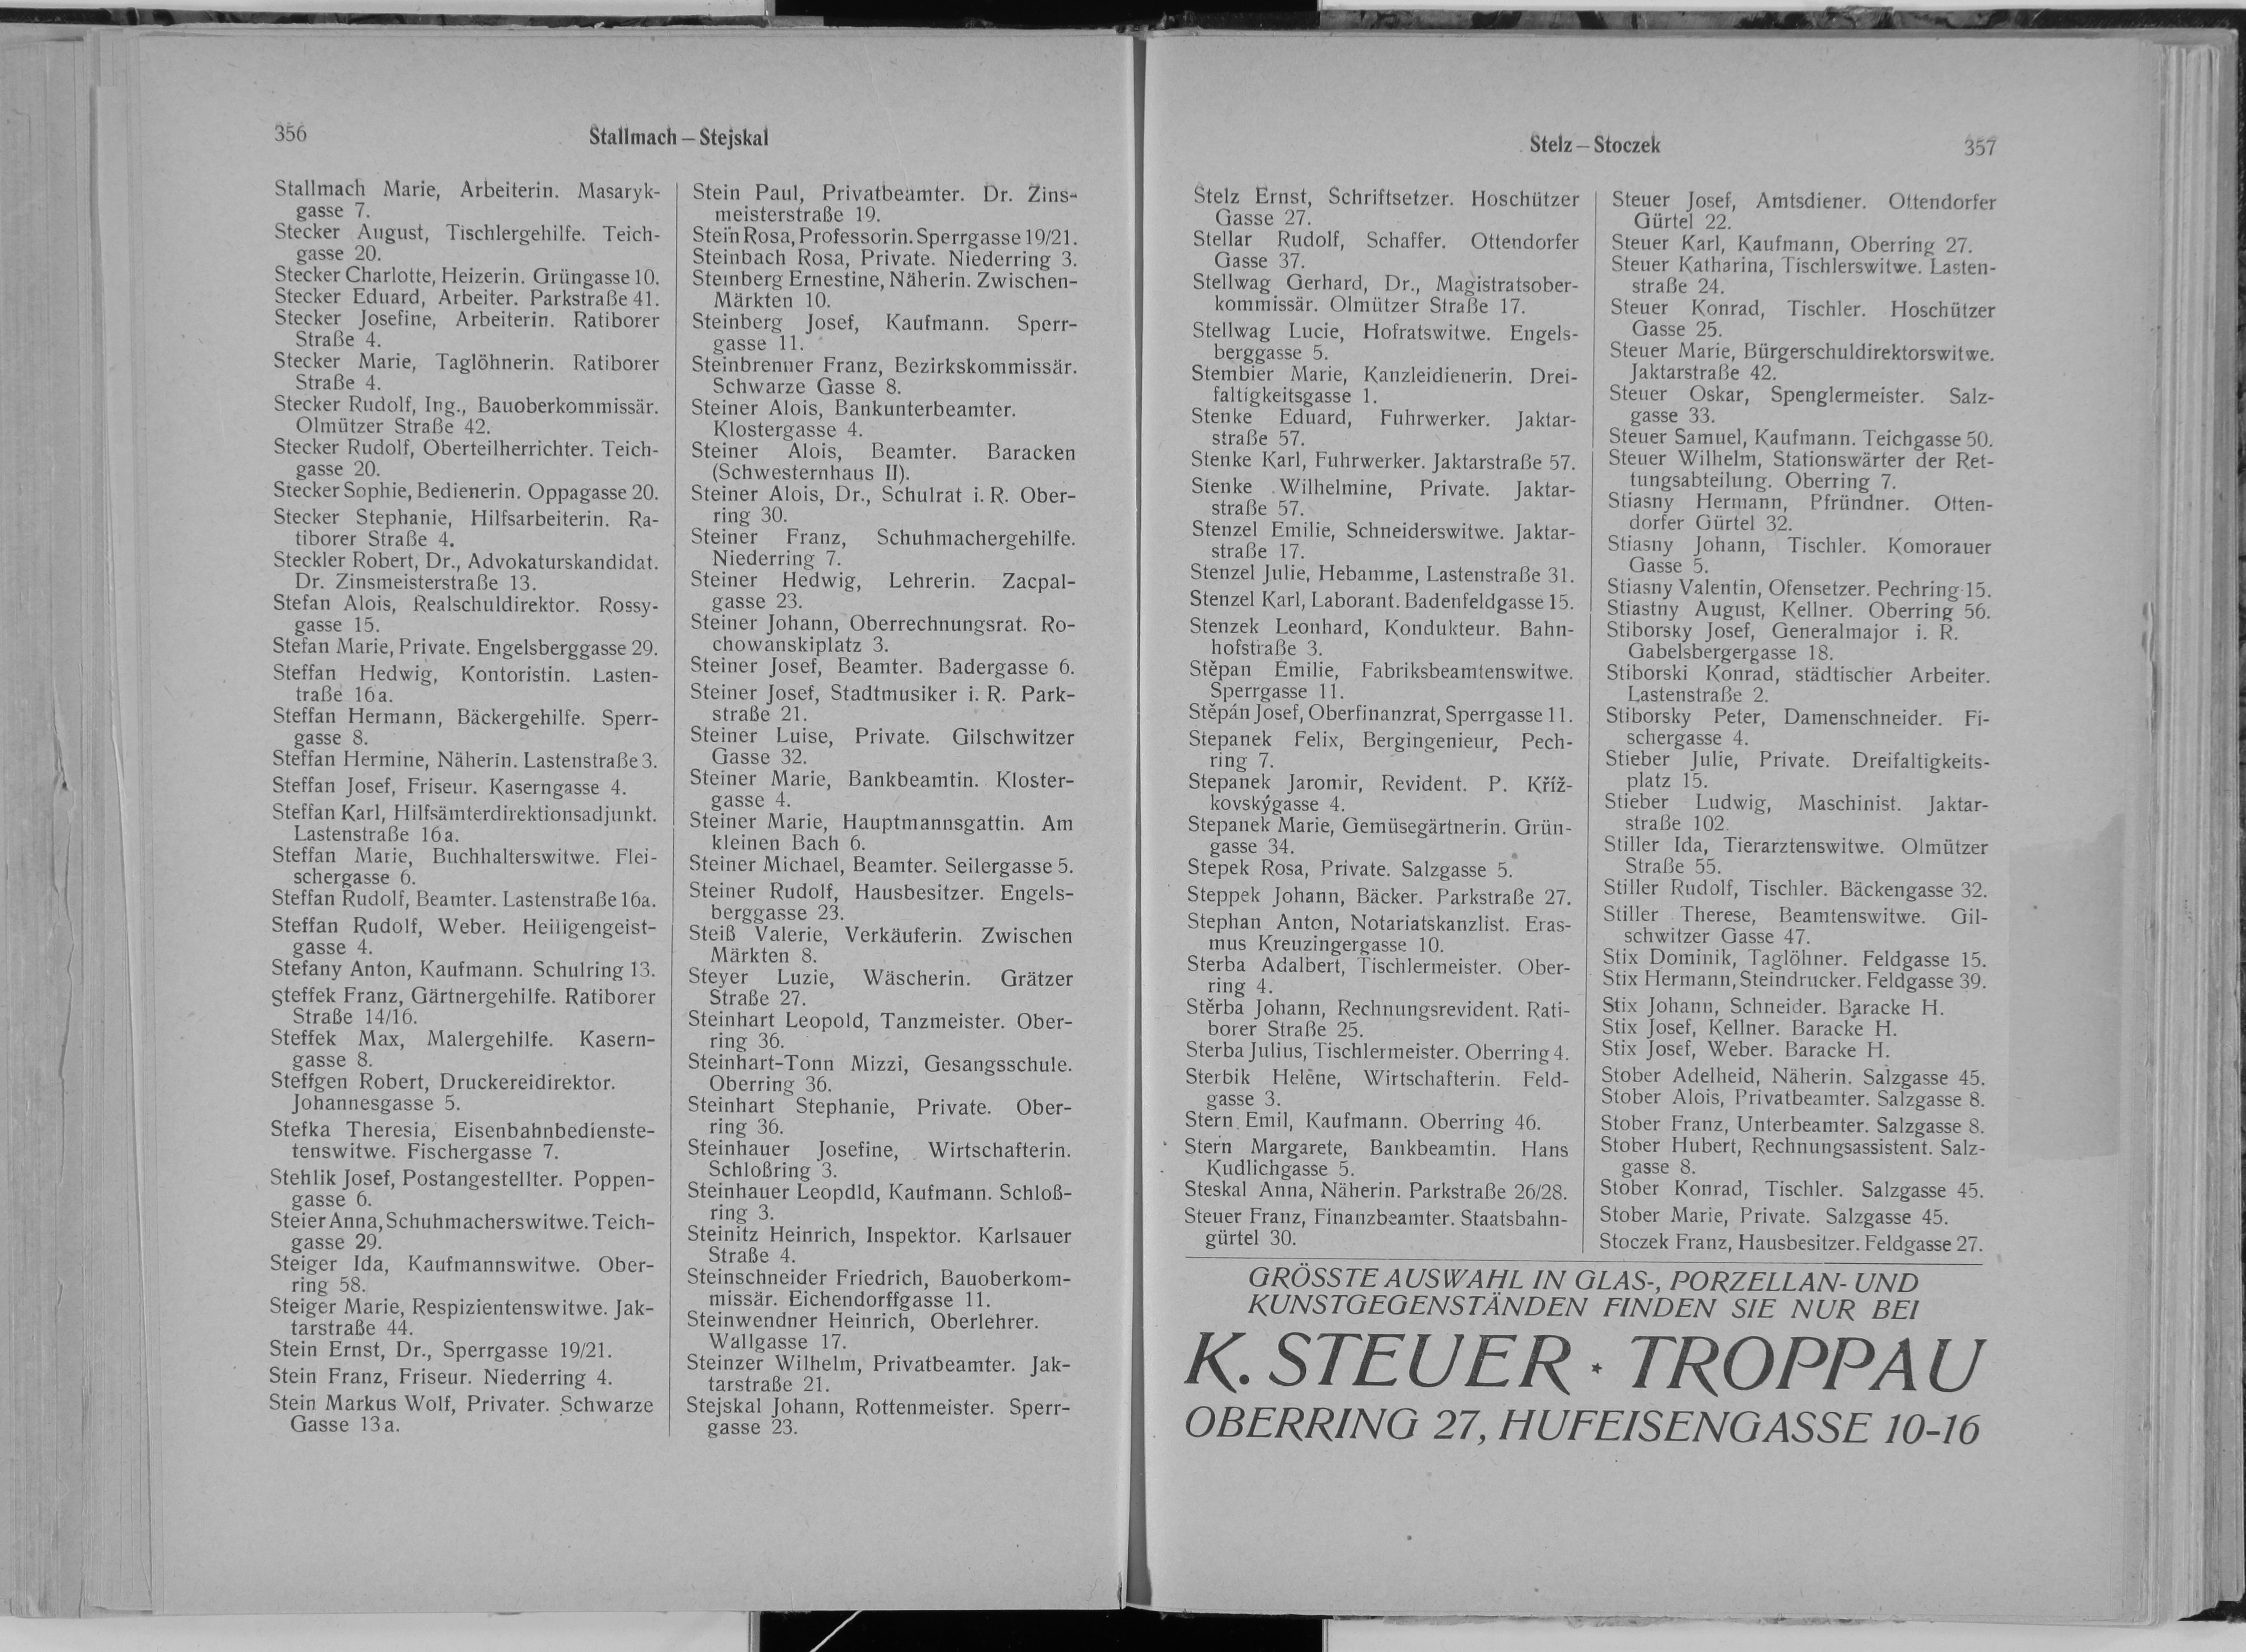 356
Stallmach – Stejskal
Stallmach Marie, Arbeiterin. Masaryk-
gasse 7.
Stecker August, Tischlergehilfe. Teich-
gasse 20.
Stecker Charlotte, Heizerin. Grüngasse 10.
Stecker Eduard, Arbeiter. Parkstraße 41.
Stecker Josefine, Arbeiterin. Ratiborer
Straße 4.
Stecker Marie, Taglöhnerin. Ratiborer
Straße 4.
Stecker Rudolf, Ing., Bauoberkommissär.
Olmützer Straße 42.
Stecker Rudolf, Oberteilherrichter. Teich-
gasse 20.
Stecker Sophie, Bedienerin. Oppagasse 20.
Stecker Stephanie, Hilfsarbeiterin. Ra-
tiborer Straße 4.
Steckler Robert, Dr., Advokaturskandidat.
Dr. Zinsmeisterstraße 13.
Stefan Alois, Realschuldirektor. Rossy-
gasse 15.
Stefan Marie, Private. Engelsberggasse 29.
Steffan Hedwig, Kontoristin. Lasten-
traße 16a.
Steffan Hermann, Bäckergehilfe. Sperr-
gasse 8.
Steffan Hermine, Näherin. Lastenstraße 3.
Steffan Josef, Friseur. Kaserngasse 4.
Steffan Karl, Hilfsämterdirektionsadjunkt.
Lastenstraße 16a.
Steffan Marie, Buchhalterswitwe. Flei-
schergasse 6.
Steffan Rudolf, Beamter. Lastenstraße 16a.
Steffan Rudolf, Weber. Heiligengeist-
gasse 4.
Stefany Anton, Kaufmann. Schulring 13.
Steffek Franz, Gärtnergehilfe. Ratiborer
Straße 14/16.
Steffek Max, Malergehilfe. Kasern-
gasse 8.
Steffgen Robert, Druckereidirektor.
Johannesgasse 5.
Stefka Theresia, Eisenbahnbedienste-
tenswitwe. Fischergasse 7.
Stehlik Josef, Postangestellter. Poppen-
gasse 6.
Steier Anna, Schuhmacherswitwe. Teich-
gasse 29.
Steiger Ida, Kaufmannswitwe. Ober-
ring 58.
Steiger Marie, Respizientenswitwe. Jak-
tarstraße 44.
Stein Ernst, Dr., Sperrgasse 19/21.
Stein Franz, Friseur. Niederring 4.
Stein Markus Wolf, Privater. Schwarze
Gasse 13a.
Stein Paul, Privatbeamter. Dr. Zins-
meisterstraße 19.
Stein Rosa, Professorin. Sperrgasse 19/21.
Steinbach Rosa, Private. Niederring 3.
Steinberg Ernestine, Näherin. Zwischen-
Märkten 10.
Steinberg Josef, Kaufmann. Sperr-
gasse 11.
Steinbrenner Franz, Bezirkskommissär.
Schwarze Gasse 8.
Steiner Alois, Bankunterbeamter.
Klostergasse 4.
Steiner Alois, Beamter. Baracken
(Schwesternhaus II).
Steiner Alois, Dr., Schulrat i. R. Ober-
ring 30.
Steiner Franz, Schuhmachergehilfe.
Niederring 7.
Steiner Hedwig, Lehrerin. Zacpal-
gasse 23.
Steiner Johann, Oberrechnungsrat. Ro-
chowanskiplatz 3.
Steiner Josef, Beamter. Badergasse 6.
Steiner Josef, Stadtmusiker i. R. Park-
straße 21.
Steiner Luise, Private. Gilschwitzer
Gasse 32.
Steiner Marie, Bankbeamtin. Kloster-
gasse 4.
Steiner Marie, Hauptmannsgattin. Am
kleinen Bach 6.
Steiner Michael, Beamter. Seilergasse 5.
Steiner Rudolf, Hausbesitzer. Engels-
berggasse 23.
Steiß Valerie, Verkäuferin. Zwischen
Märkten 8.
Steyer Luzie, Wäscherin. Grätzer
Straße 27.
Steinhart Leopold, Tanzmeister. Ober-
ring 36.
Steinhart-Tonn Mizzi, Gesangsschule.
Oberring 36.
Steinhart Stephanie, Private. Ober-
ring 36.
Steinhauer Josefine, Wirtschafterin.
Schloßring 3.
Steinhauer Leopdld, Kaufmann. Schloß-
ring 3.
Steinitz Heinrich, Inspektor. Karlsauer
Straße 4.
Steinschneider Friedrich, Bauoberkom-
missär. Eichendorffgasse 11.
Steinwendner Heinrich, Oberlehrer.
Wallgasse 17.
Steinzer Wilhelm, Privatbeamter. Jak-
tarstraße 21.
Stejskal Johann, Rottenmeister. Sperr-
gasse 23.
Stelz – Stoczek
357
Stelz Ernst, Schriftsetzer. Hoschützer
Gasse 27.
Stellar Rudolf, Schaffer. Ottendorfer
Gasse 37.
Stellwag Gerhard, Dr., Magistratsober-
kommissär. Olmützer Straße 17.
Stellwag Lucie, Hofratswitwe. Engels-
berggasse 5.
Stembier Marie, Kanzleidienerin. Drei-
faltigkeitsgasse 1.
Stenke Eduard, Fuhrwerker. Jaktar-
straße 57.
Stenke Karl, Fuhrwerker. Jaktarstraße 57.
Stenke Wilhelmine, Private. Jaktar-
straße 57.
Stenzel Emilie, Schneiderswitwe. Jaktar-
straße 17.
Stenzel Julie, Hebamme, Lastenstraße 31.
Stenzel Karl, Laborant. Badenfeldgasse 15.
Stenzek Leonhard, Kondukteur. Bahn-
hofstraße 3.
Stěpan Emilie, Fabriksbeamtenswitwe.
Sperrgasse 11.
Stěpán Josef, Oberfinanzrat, Sperrgasse 11.
Stepanek Felix, Bergingenieur, Pech-
ring 7.
Stepanek Jaromir, Revident. P. Kříž-
kovskýgasse 4.
Stepanek Marie, Gemüsegärtnerin. Grün-
gasse 34.
Stepek Rosa, Private. Salzgasse 5.
Steppek Johann, Bäcker. Parkstraße 27.
Stephan Anton, Notariatskanzlist. Eras-
mus Kreuzingergasse 10.
Sterba Adalbert, Tischlermeister. Ober-
ring 4.
Stěrba Johann, Rechnungsrevident. Rati-
borer Straße 25.
Sterba Julius, Tischlermeister. Oberring 4.
Sterbik Helène, Wirtschafterin. Feld-
gasse 3.
Stern Emil, Kaufmann. Oberring 46.
Stern Margarete, Bankbeamtin. Hans
Kudlichgasse 5.
Steskal Anna, Näherin. Parkstraße 26/28.
Steuer Franz, Finanzbeamter. Staatsbahn-
gürtel 30.
Steuer Josef, Amtsdiener. Ottendorfer
Gürtel 22.
Steuer Karl, Kaufmann, Oberring 27.
Steuer Katharina, Tischlerswitwe. Lasten-
straße 24.
Steuer Konrad, Tischler. Hoschützer
Gasse 25.
Steuer Marie, Bürgerschuldirektorswitwe.
Jaktarstraße 42.
Steuer Oskar, Spenglermeister. Salz-
gasse 33.
Steuer Samuel, Kaufmann. Teichgasse 50.
Steuer Wilhelm, Stationswärter der Ret-
tungsabteilung. Oberring 7.
Stiasny Hermann, Pfründner. Otten-
dorfer Gürtel 32.
Stiasny Johann, Tischler. Komorauer
Gasse 5.
Stiasny Valentin, Ofensetzer. Pechring 15.
Stiastny August, Kellner. Oberring 56.
Stiborsky Josef, Generalmajor i. R.
Gabelsbergergasse 18.
Stiborski Konrad, städtischer Arbeiter.
Lastenstraße 2.
Stiborsky Peter, Damenschneider. Fi-
schergasse 4.
Stieber Julie, Private. Dreifaltigkeits-
platz 15.
Stieber Ludwig, Maschinist. Jaktar-
straße 102.
Stiller Ida, Tierarztenswitwe. Olmützer
Straße 55.
Stiller Rudolf, Tischler. Bäckengasse 32.
Stiller Therese, Beamtenswitwe. Gil-
schwitzer Gasse 47.
Stix Dominik, Taglöhner. Feldgasse 15.
Stix Hermann, Steindrucker. Feldgasse 39.
Stix Johann, Schneider. Baracke H.
Stix Josef, Kellner. Baracke H.
Stix Josef, Weber. Baracke H.
Stober Adelheid, Näherin. Salzgasse 45.
Stober Alois, Privatbeamter. Salzgasse 8.
Stober Franz, Unterbeamter. Salzgasse 8.
Stober Hubert, Rechnungsassistent. Salz-
gasse 8.
Stober Konrad, Tischler. Salzgasse 45.
Stober Marie, Private. Salzgasse 45.
Stoczek Franz, Hausbesitzer. Feldgasse 27.
GRÖSSTE AUSWAHL IN GLAS-, PORZELLAN- UND
KUNSTGEGENSTÄNDEN FINDEN SIE NUR BEI
K. STEUER * TROPPAU
OBERRING 27, HUFEISENGASSE 10-16